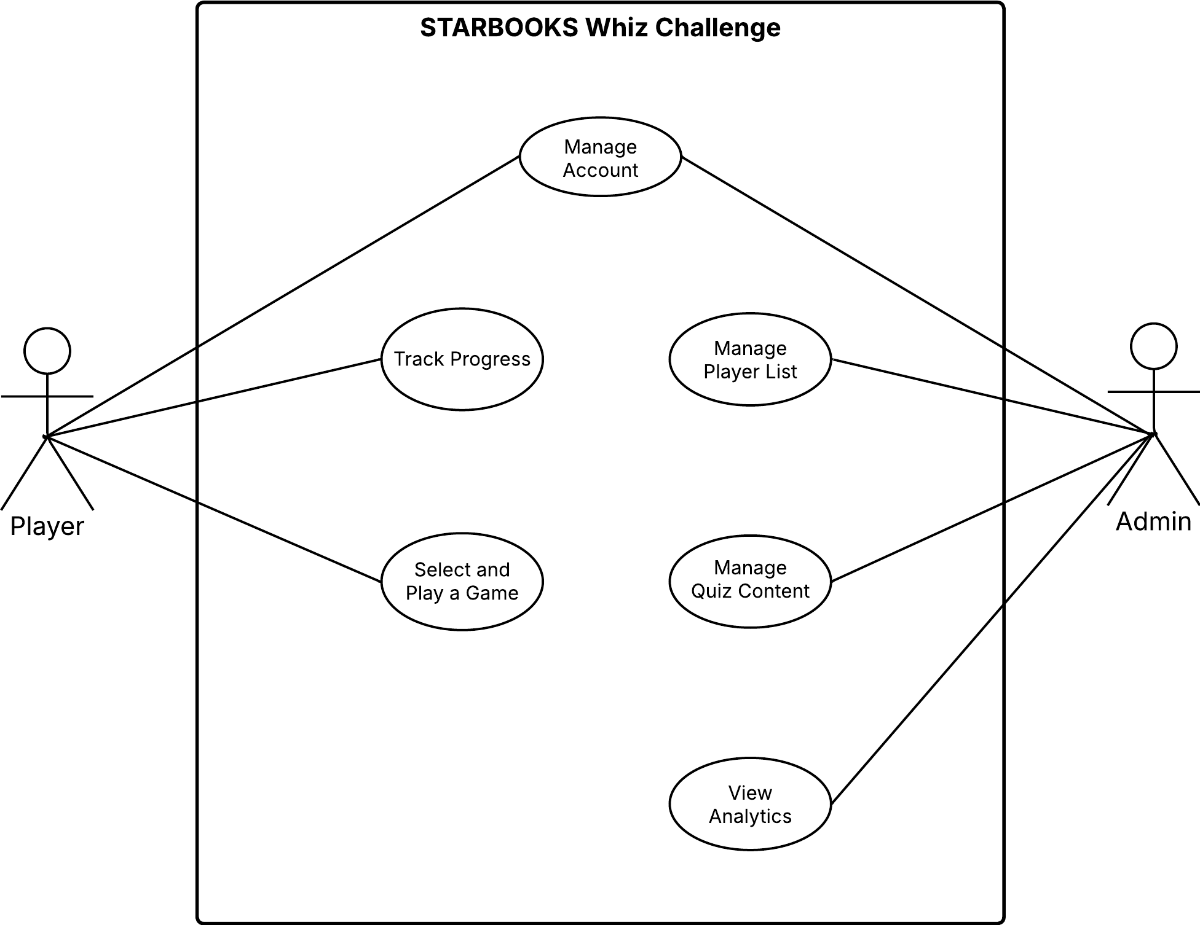 STARBOOKS Whiz Challenge
Manage
Account
Track Progress
Manage
Player List
Player
Admin
Select and
Play a Game
Manage
Quiz Content
View
Analytics